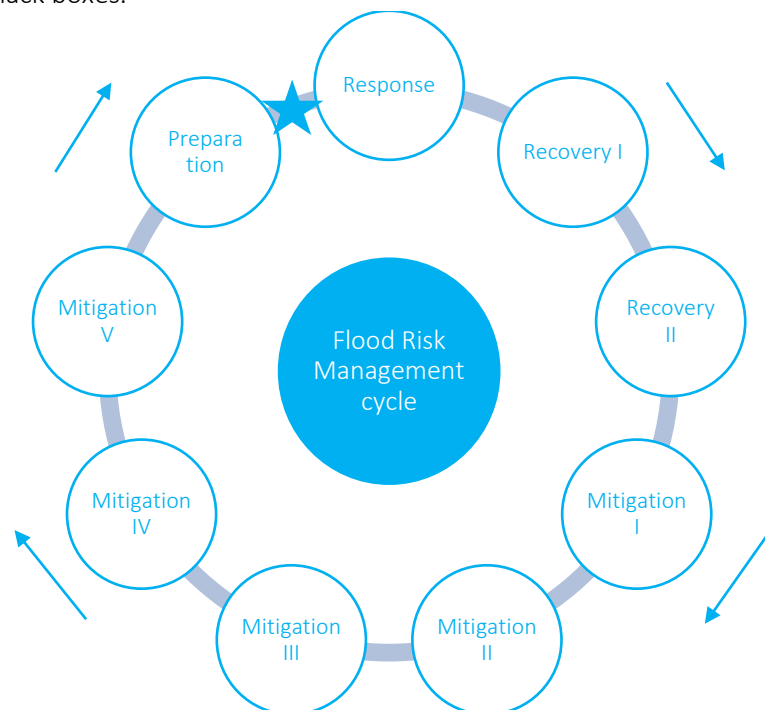 Response
Recovery I
Recovery
II
Mitigation
I
Mitigation
II
Mitigation
III
Mitigation
IV
Mitigation
V
Prepara
tion
Flood Risk
Management
cycle